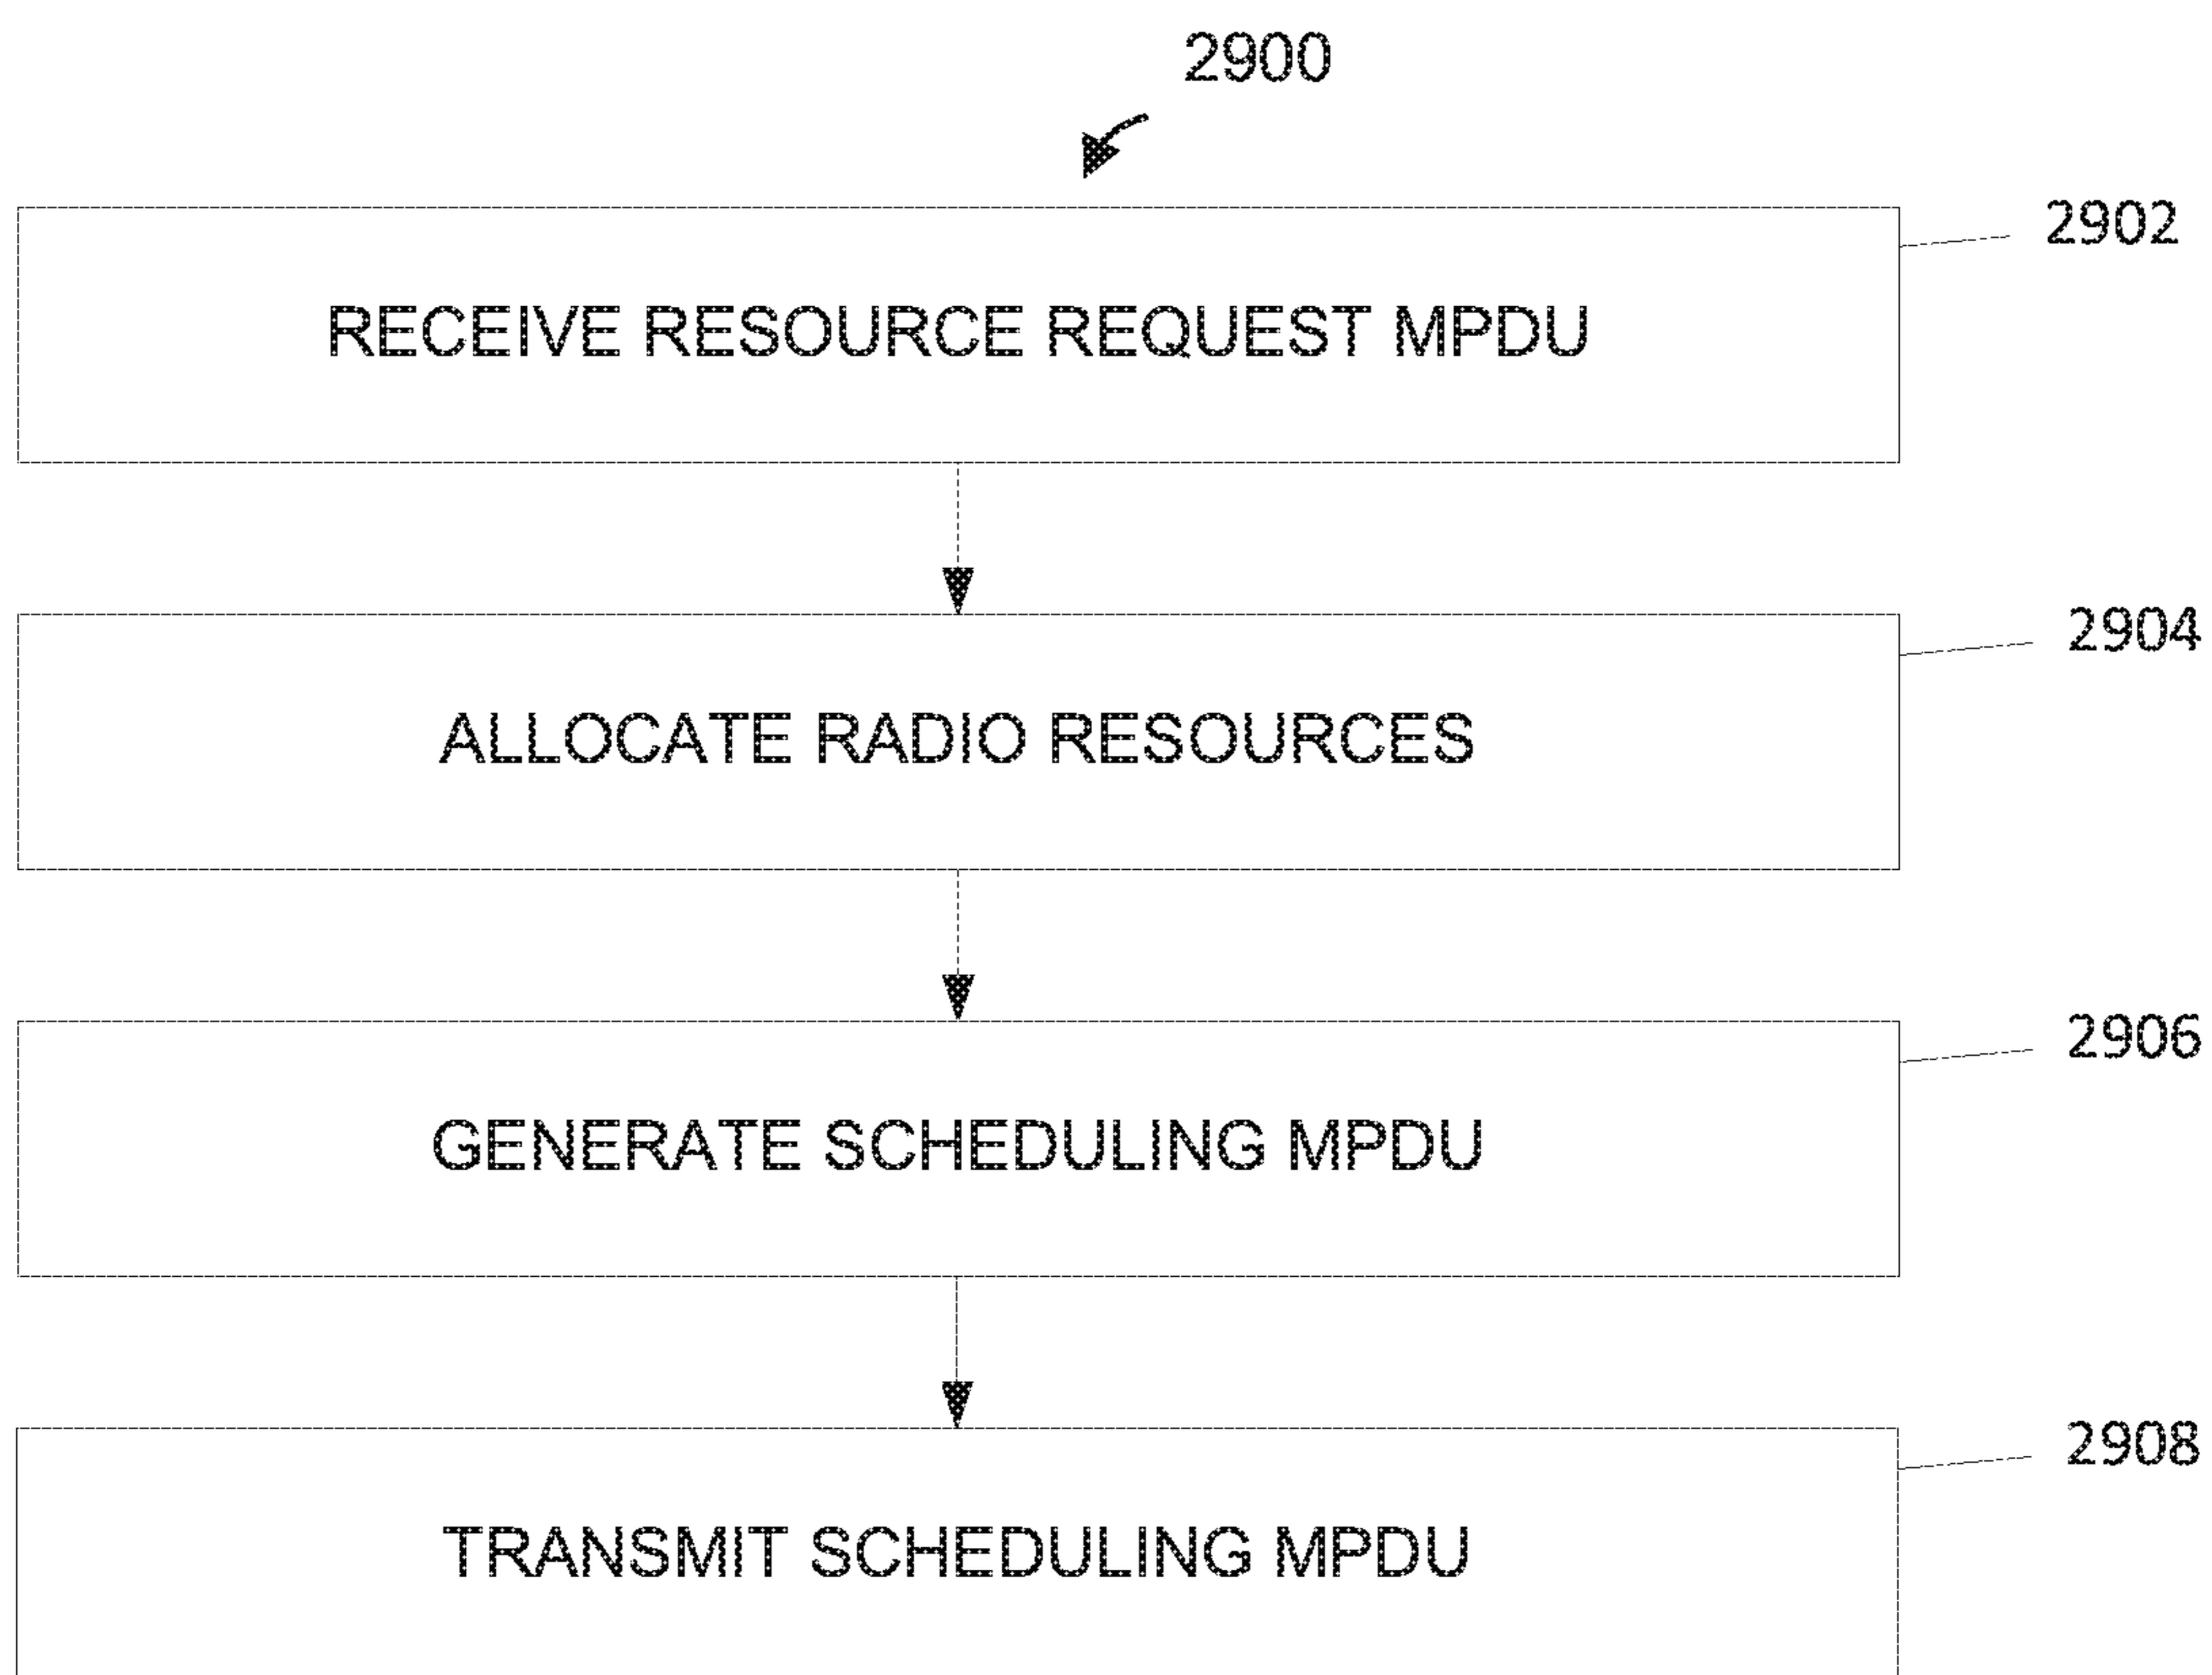 2900
2902
RECEIVE RESOURCE REQUEST MPDU
2904
ALLOCATE RADIO RESOURCES
2906
GENERATE SCHEDULING MPDU
2908
TRANSMIT SCHEDULING MPDU